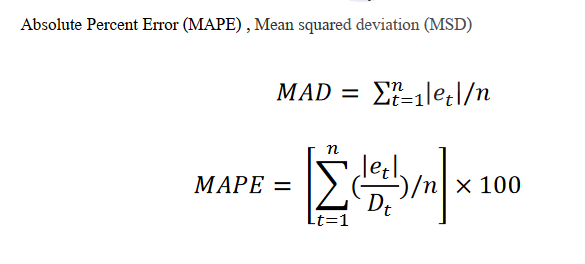 Absolute Percent Error (MAPE) , Mean squared deviation (MSD)
MAD = ∑ⁿₜ₌₁|eₜ|/n
MAPE = [∑ⁿₜ₌₁(|eₜ|/Dₜ)/n] × 100